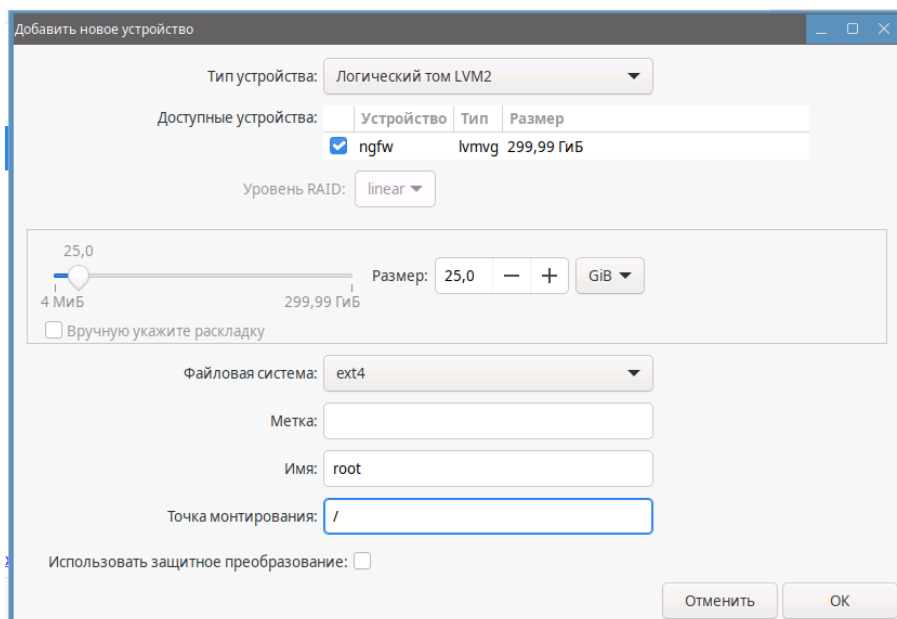 Добавить новое устройство
Тип устройства: Логический том LVM2
Доступные устройства: Устройство Тип Размер
ngfw lvmvg 299,99 ГиБ
Уровень RAID: linear
25,0
Размер: 25,0 — + GiB
4 МиБ 299,99 ГиБ
Вручную укажите раскладку
Файловая система: ext4
Метка:
Имя: root
Точка монтирования: /
Использовать защитное преобразование:
Отменить ОК